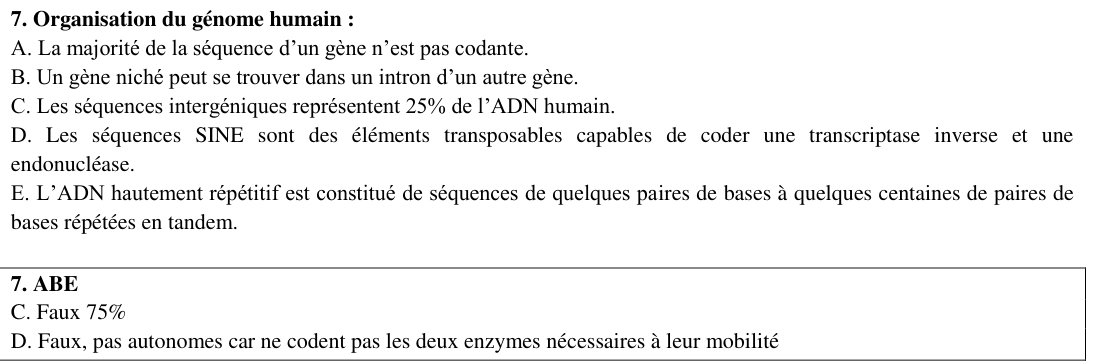 7. Organisation du génome humain :
A. La majorité de la séquence d’un gène n’est pas codante.
B. Un gène niché peut se trouver dans un intron d’un autre gène.
C. Les séquences intergéniques représentent 25% de l’ADN humain.
D. Les séquences SINE sont des éléments transposables capables de coder une transcriptase inverse et une
endonucléase.
E. L’ADN hautement répétitif est constitué de séquences de quelques paires de bases à quelques centaines de paires de
bases répétées en tandem.
7. ABE
C. Faux 75%
D. Faux, pas autonomes car ne codent pas les deux enzymes nécessaires à leur mobilité